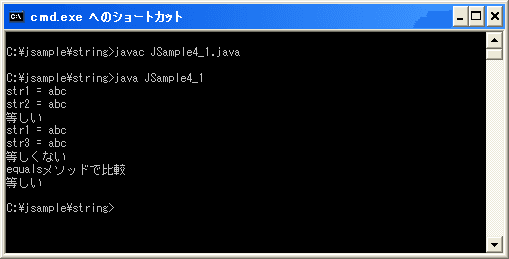 cmd.exe へのショートカット
C:¥jsample¥string>javac JSample4_1.java
C:¥jsample¥string>java JSample4_1
str1 = abc
str2 = abc
等しい
str1 = abc
str3 = abc
等しくない
equalsメソッドで比較
等しい
C:¥jsample¥string>